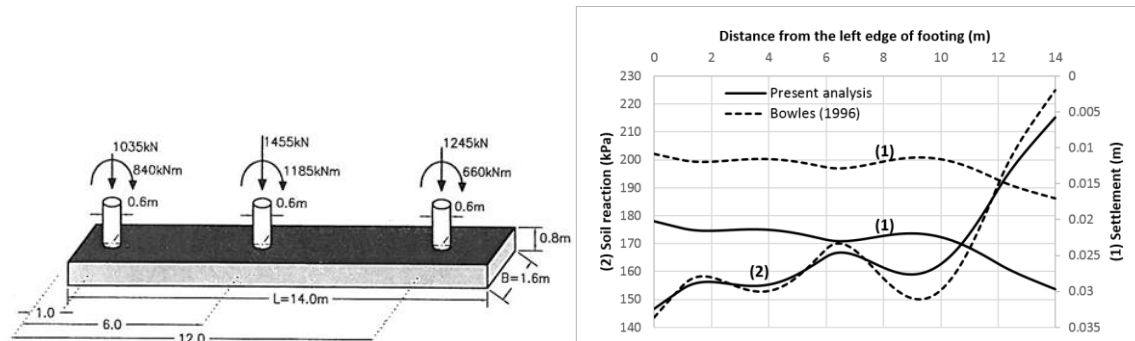 1035kN
840kNm
0.6m
1455kN
1185kNm
0.6m
1245kN
660kNm
0.6m
0.8m
B=1.6m
L=14.0m
1.0
6.0
12.0
Distance from the left edge of footing (m)
0 2 4 6 8 10 12 14
(2) Soil reaction (kPa)
230
220
210
200
190
180
170
160
150
140
Present analysis
Bowles (1996)
(1)
(1)
(2)
0
0.005
0.01
0.015
0.02
0.025
0.03
0.035
(1) Settlement (m)